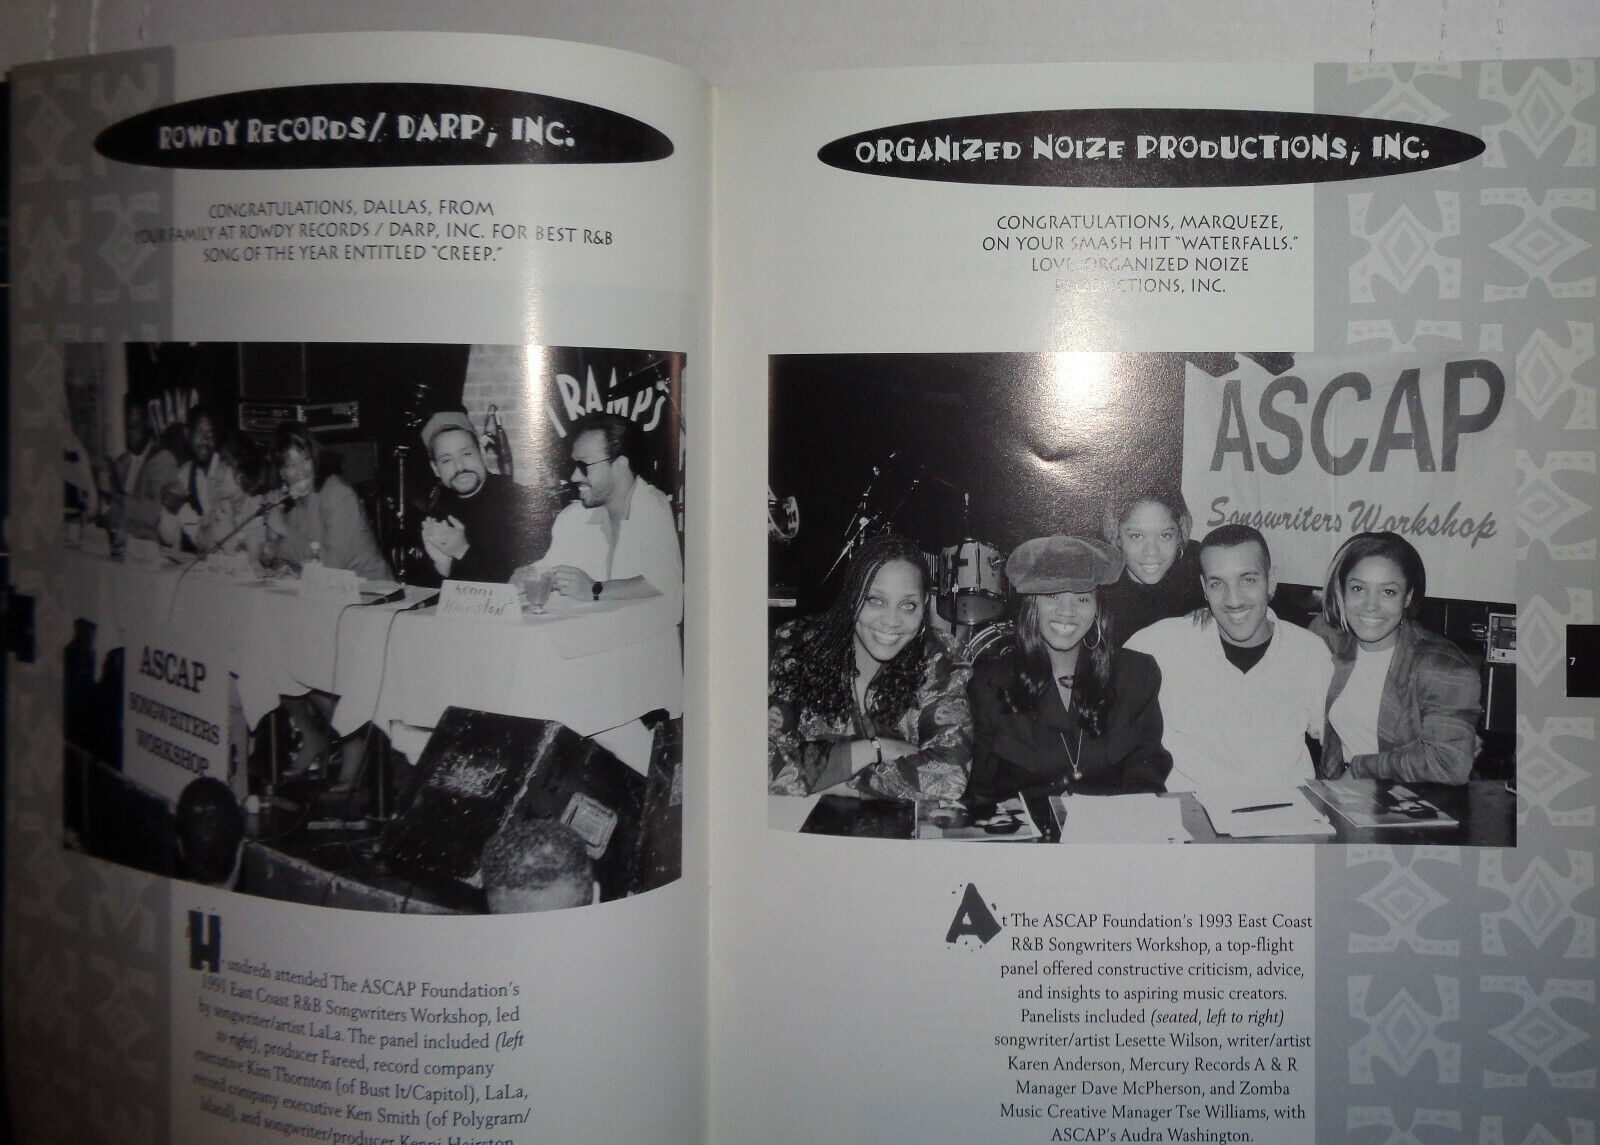 ROWDY RECORDS/ DARP, INC.
CONGRATULATIONS, DALLAS, FROM
YOUR FAMILY AT ROWDY RECORDS / DARP, INC. FOR BEST R&B
SONG OF THE YEAR ENTITLED "CREEP."
TRAMPS
Kenni
Hairston
ASCAP
SONGWRITERS
WORKSHOP
Hundreds attended The ASCAP Foundation's
1991 East Coast R&B Songwriters Workshop, led
by songwriter/artist LaLa. The panel included (left
to right), producer Fareed, record company
executive Kim Thornton (of Bust It/Capitol), LaLa,
record company executive Ken Smith (of Polygram/
Island), and songwriter/producer Kenni Hairston.
ORGANIZED NOIZE PRODUCTIONS, INC.
CONGRATULATIONS, MARQUEZE,
ON YOUR SMASH HIT "WATERFALLS."
LOVE, ORGANIZED NOIZE
PRODUCTIONS, INC.
ASCAP
Songwriters Workshop
7
At The ASCAP Foundation's 1993 East Coast
R&B Songwriters Workshop, a top-flight
panel offered constructive criticism, advice,
and insights to aspiring music creators.
Panelists included (seated, left to right)
songwriter/artist Lesette Wilson, writer/artist
Karen Anderson, Mercury Records A & R
Manager Dave McPherson, and Zomba
Music Creative Manager Tse Williams, with
ASCAP's Audra Washington.